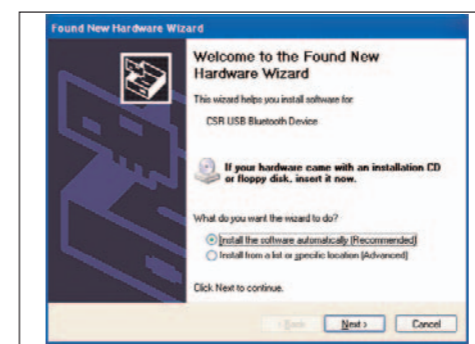 Found New Hardware Wizard
Welcome to the Found New
Hardware Wizard
This wizard helps you install software for:
CSR USB Bluetooth Device
If your hardware came with an installation CD
or floppy disk, insert it now.
What do you want the wizard to do?
Install the software automatically (Recommended)
Install from a list or specific location (Advanced)
Click Next to continue.
< Back Next > Cancel